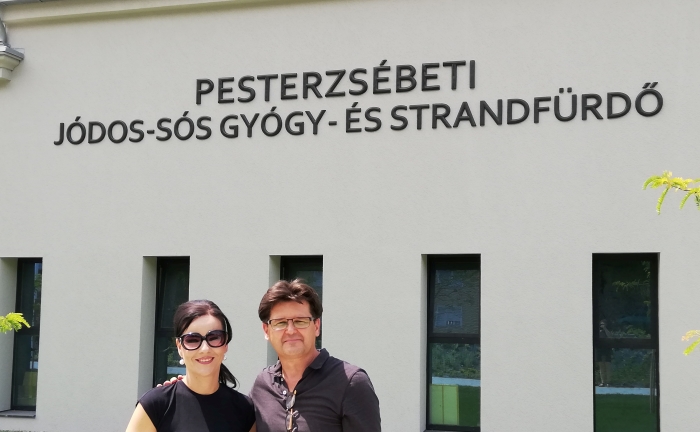 PESTERZSÉBETI
JÓDOS-SÓS GYÓGY- ÉS STRANDFÜRDŐ